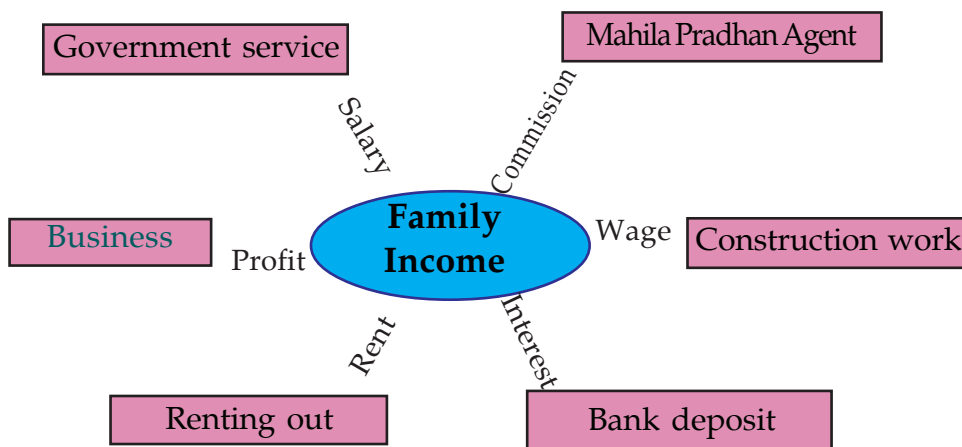 Government service
Mahila Pradhan Agent
Salary
Commission
Business
Profit
Family
Income
Wage
Construction work
Rent
Interest
Renting out
Bank deposit